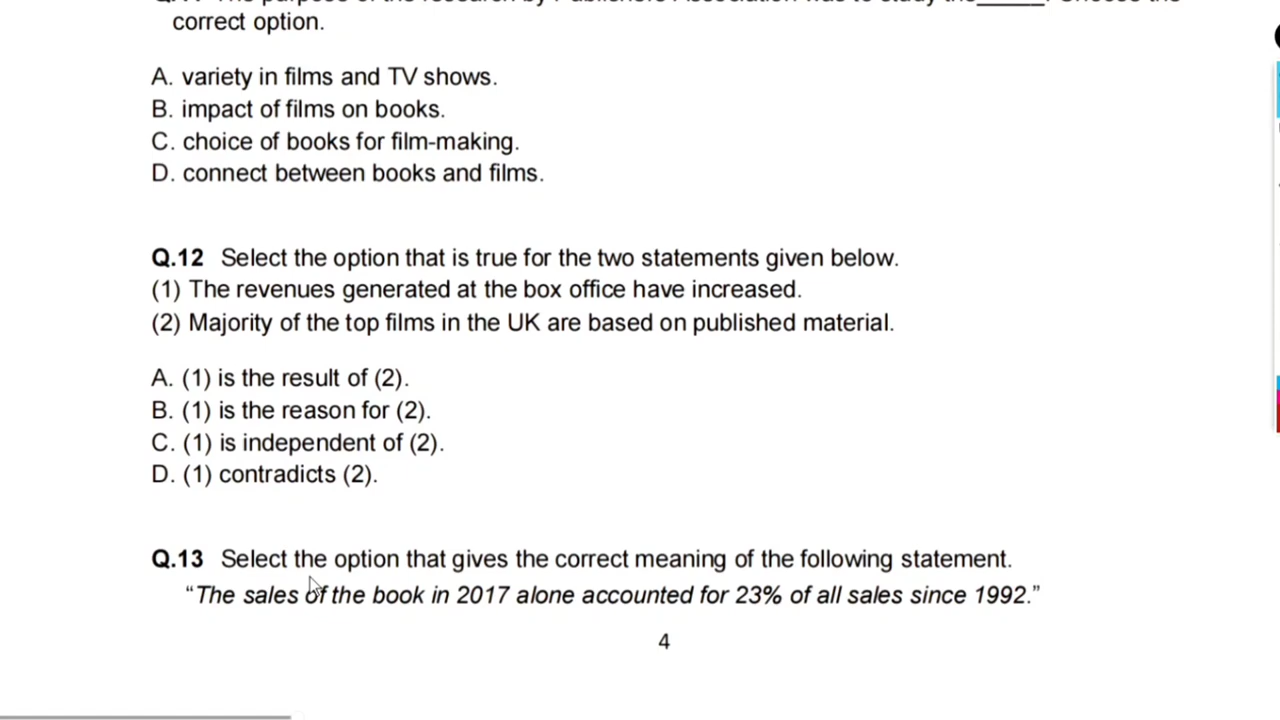 correct option.
A. variety in films and TV shows.
B. impact of films on books.
C. choice of books for film-making.
D. connect between books and films.
Q.12 Select the option that is true for the two statements given below.
(1) The revenues generated at the box office have increased.
(2) Majority of the top films in the UK are based on published material.
A. (1) is the result of (2).
B. (1) is the reason for (2).
C. (1) is independent of (2).
D. (1) contradicts (2).
Q.13 Select the option that gives the correct meaning of the following statement.
“The sales of the book in 2017 alone accounted for 23% of all sales since 1992.”
4